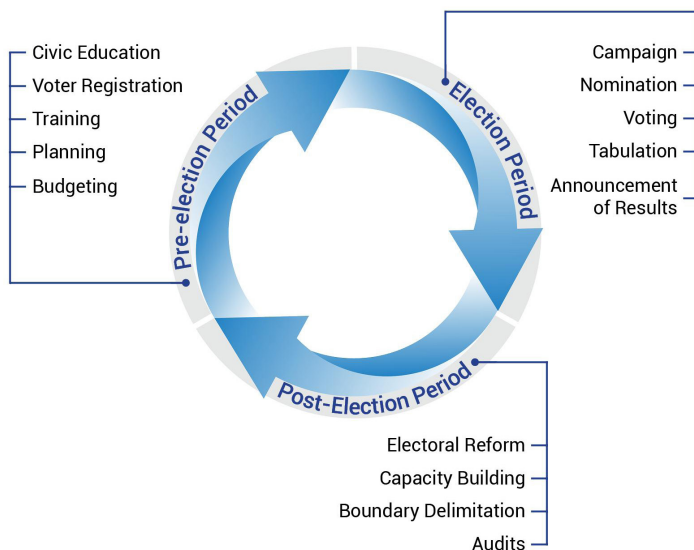 Civic Education
Voter Registration
Training
Planning
Budgeting
Pre-election Period
Election Period
Campaign
Nomination
Voting
Tabulation
Announcement
of Results
Post-Election Period
Electoral Reform
Capacity Building
Boundary Delimitation
Audits